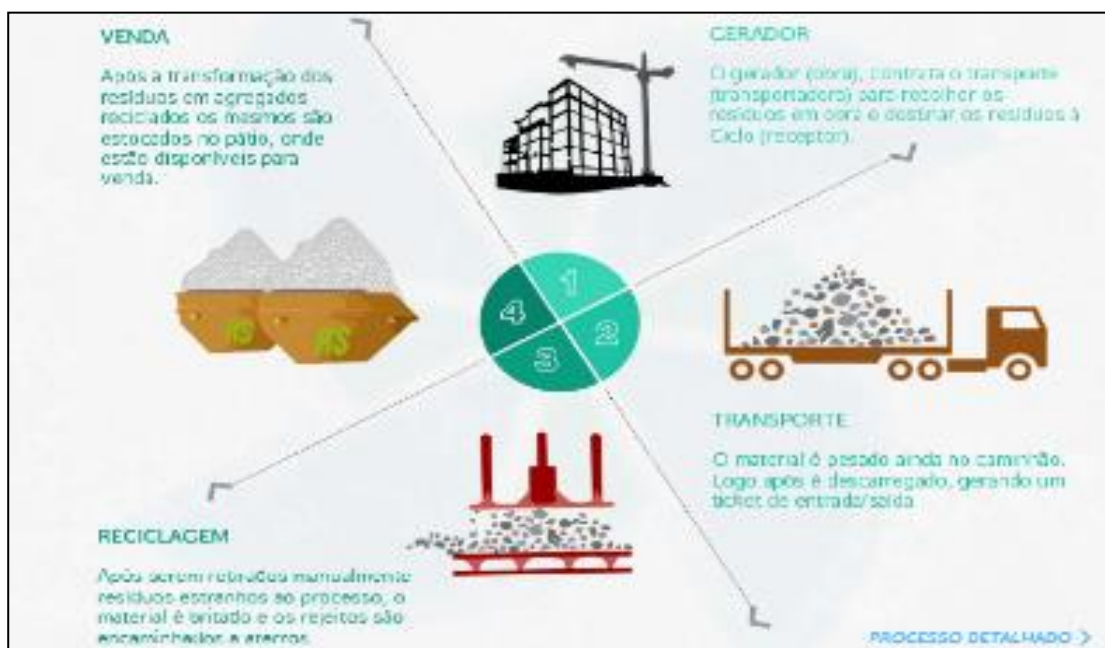 VENDA
Após a transformação dos
resíduos em agregados
reciclados os mesmos são
estocados no pátio, onde
estão disponíveis para
venda.
GERADOR
O gerador (obra), contrata o transporte
(transportadora) para recolher os
resíduos em obra e destinar os resíduos à
Ciclo (receptor).
1
2
3
4
RS
RS
TRANSPORTE
O material é pesado ainda no caminhão.
Logo após é descarregado, gerando um
ticket de entrada/saída
RECICLAGEM
Após serem retirados manualmente
resíduos estranhos ao processo, o
material é britado e os rejeitos são
encaminhados a aterros.
PROCESSO DETALHADO >